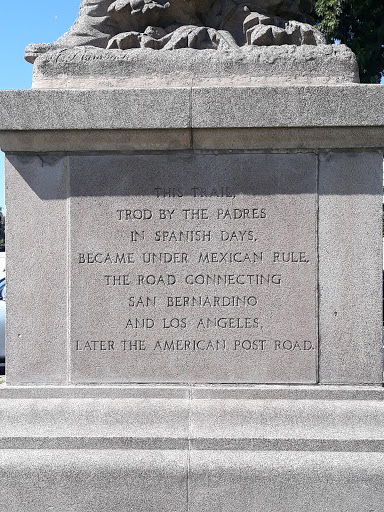 THIS TRAIL,
TROD BY THE PADRES
IN SPANISH DAYS,
BECAME UNDER MEXICAN RULE,
THE ROAD CONNECTING
SAN BERNARDINO
AND LOS ANGELES,
LATER THE AMERICAN POST ROAD.